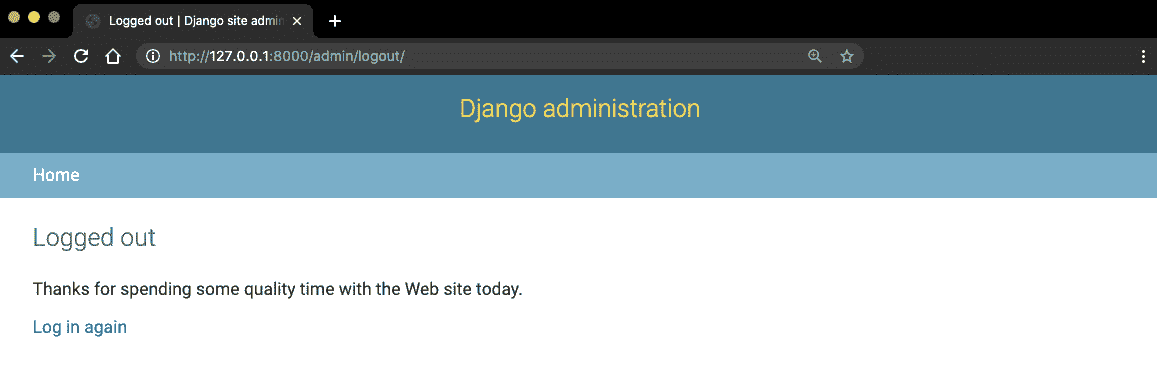 Logged out | Django site admin
http://127.0.0.1:8000/admin/logout/
Django administration
Home
Logged out
Thanks for spending some quality time with the Web site today.
Log in again